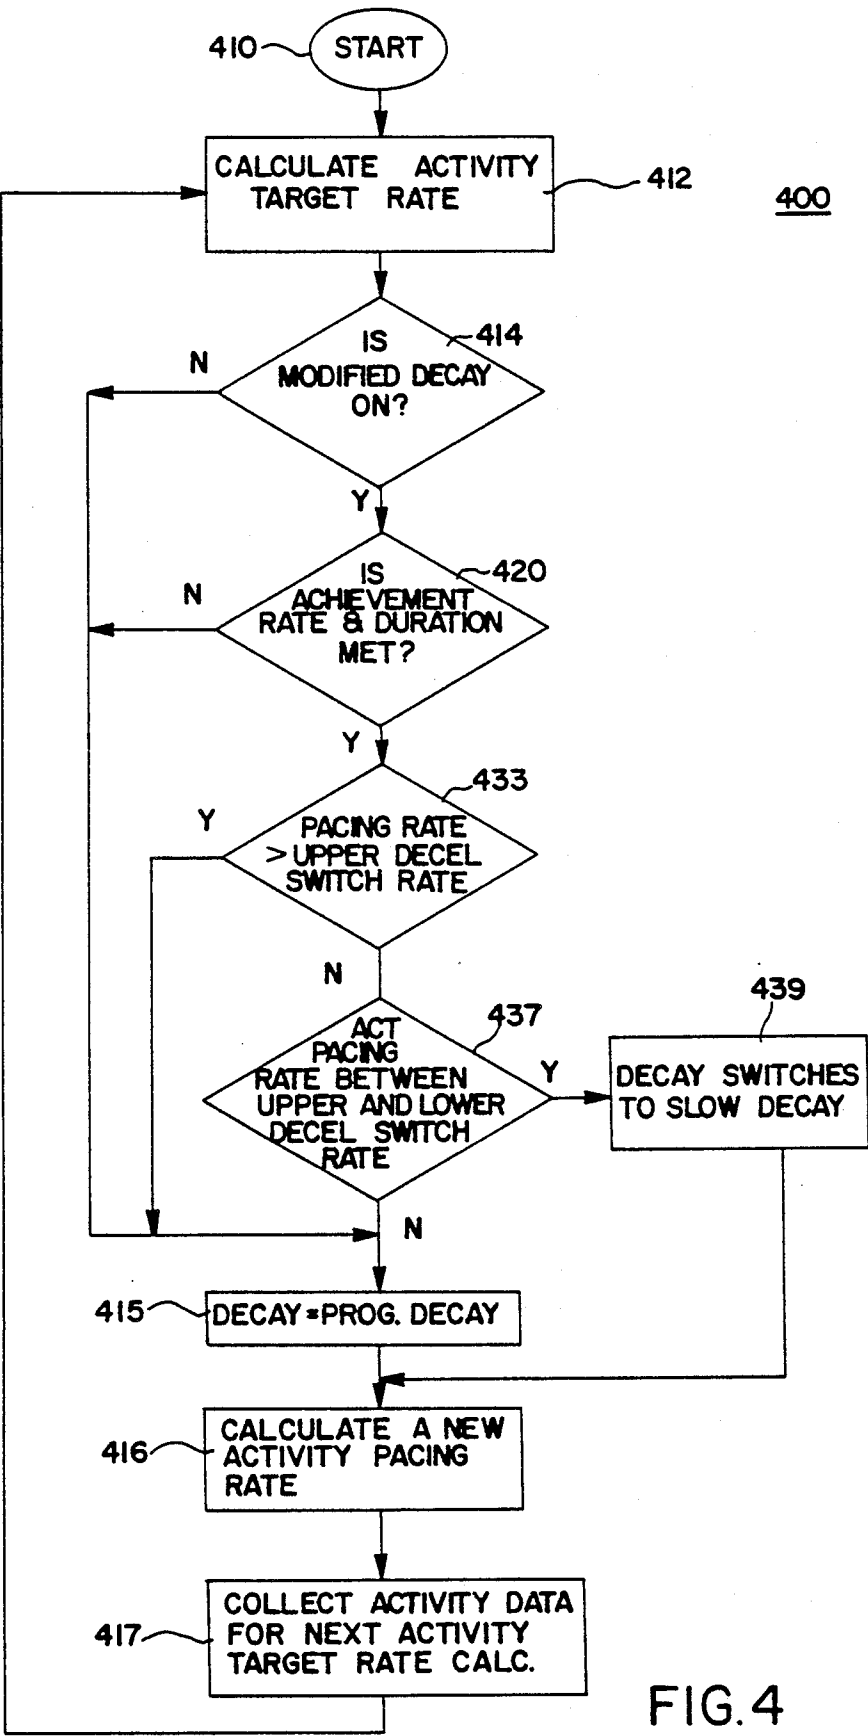 410 START
CALCULATE ACTIVITY
TARGET RATE
412
400
414
IS
MODIFIED DECAY
ON?
N
Y
420
IS
ACHIEVEMENT
RATE & DURATION
MET?
N
Y
433
PACING RATE
> UPPER DECEL
SWITCH RATE
Y
N
437
ACT
PACING
RATE BETWEEN
UPPER AND LOWER
DECEL SWITCH
RATE
Y
N
439
DECAY SWITCHES
TO SLOW DECAY
415 DECAY=PROG. DECAY
416
CALCULATE A NEW
ACTIVITY PACING
RATE
417
COLLECT ACTIVITY DATA
FOR NEXT ACTIVITY
TARGET RATE CALC.
FIG. 4